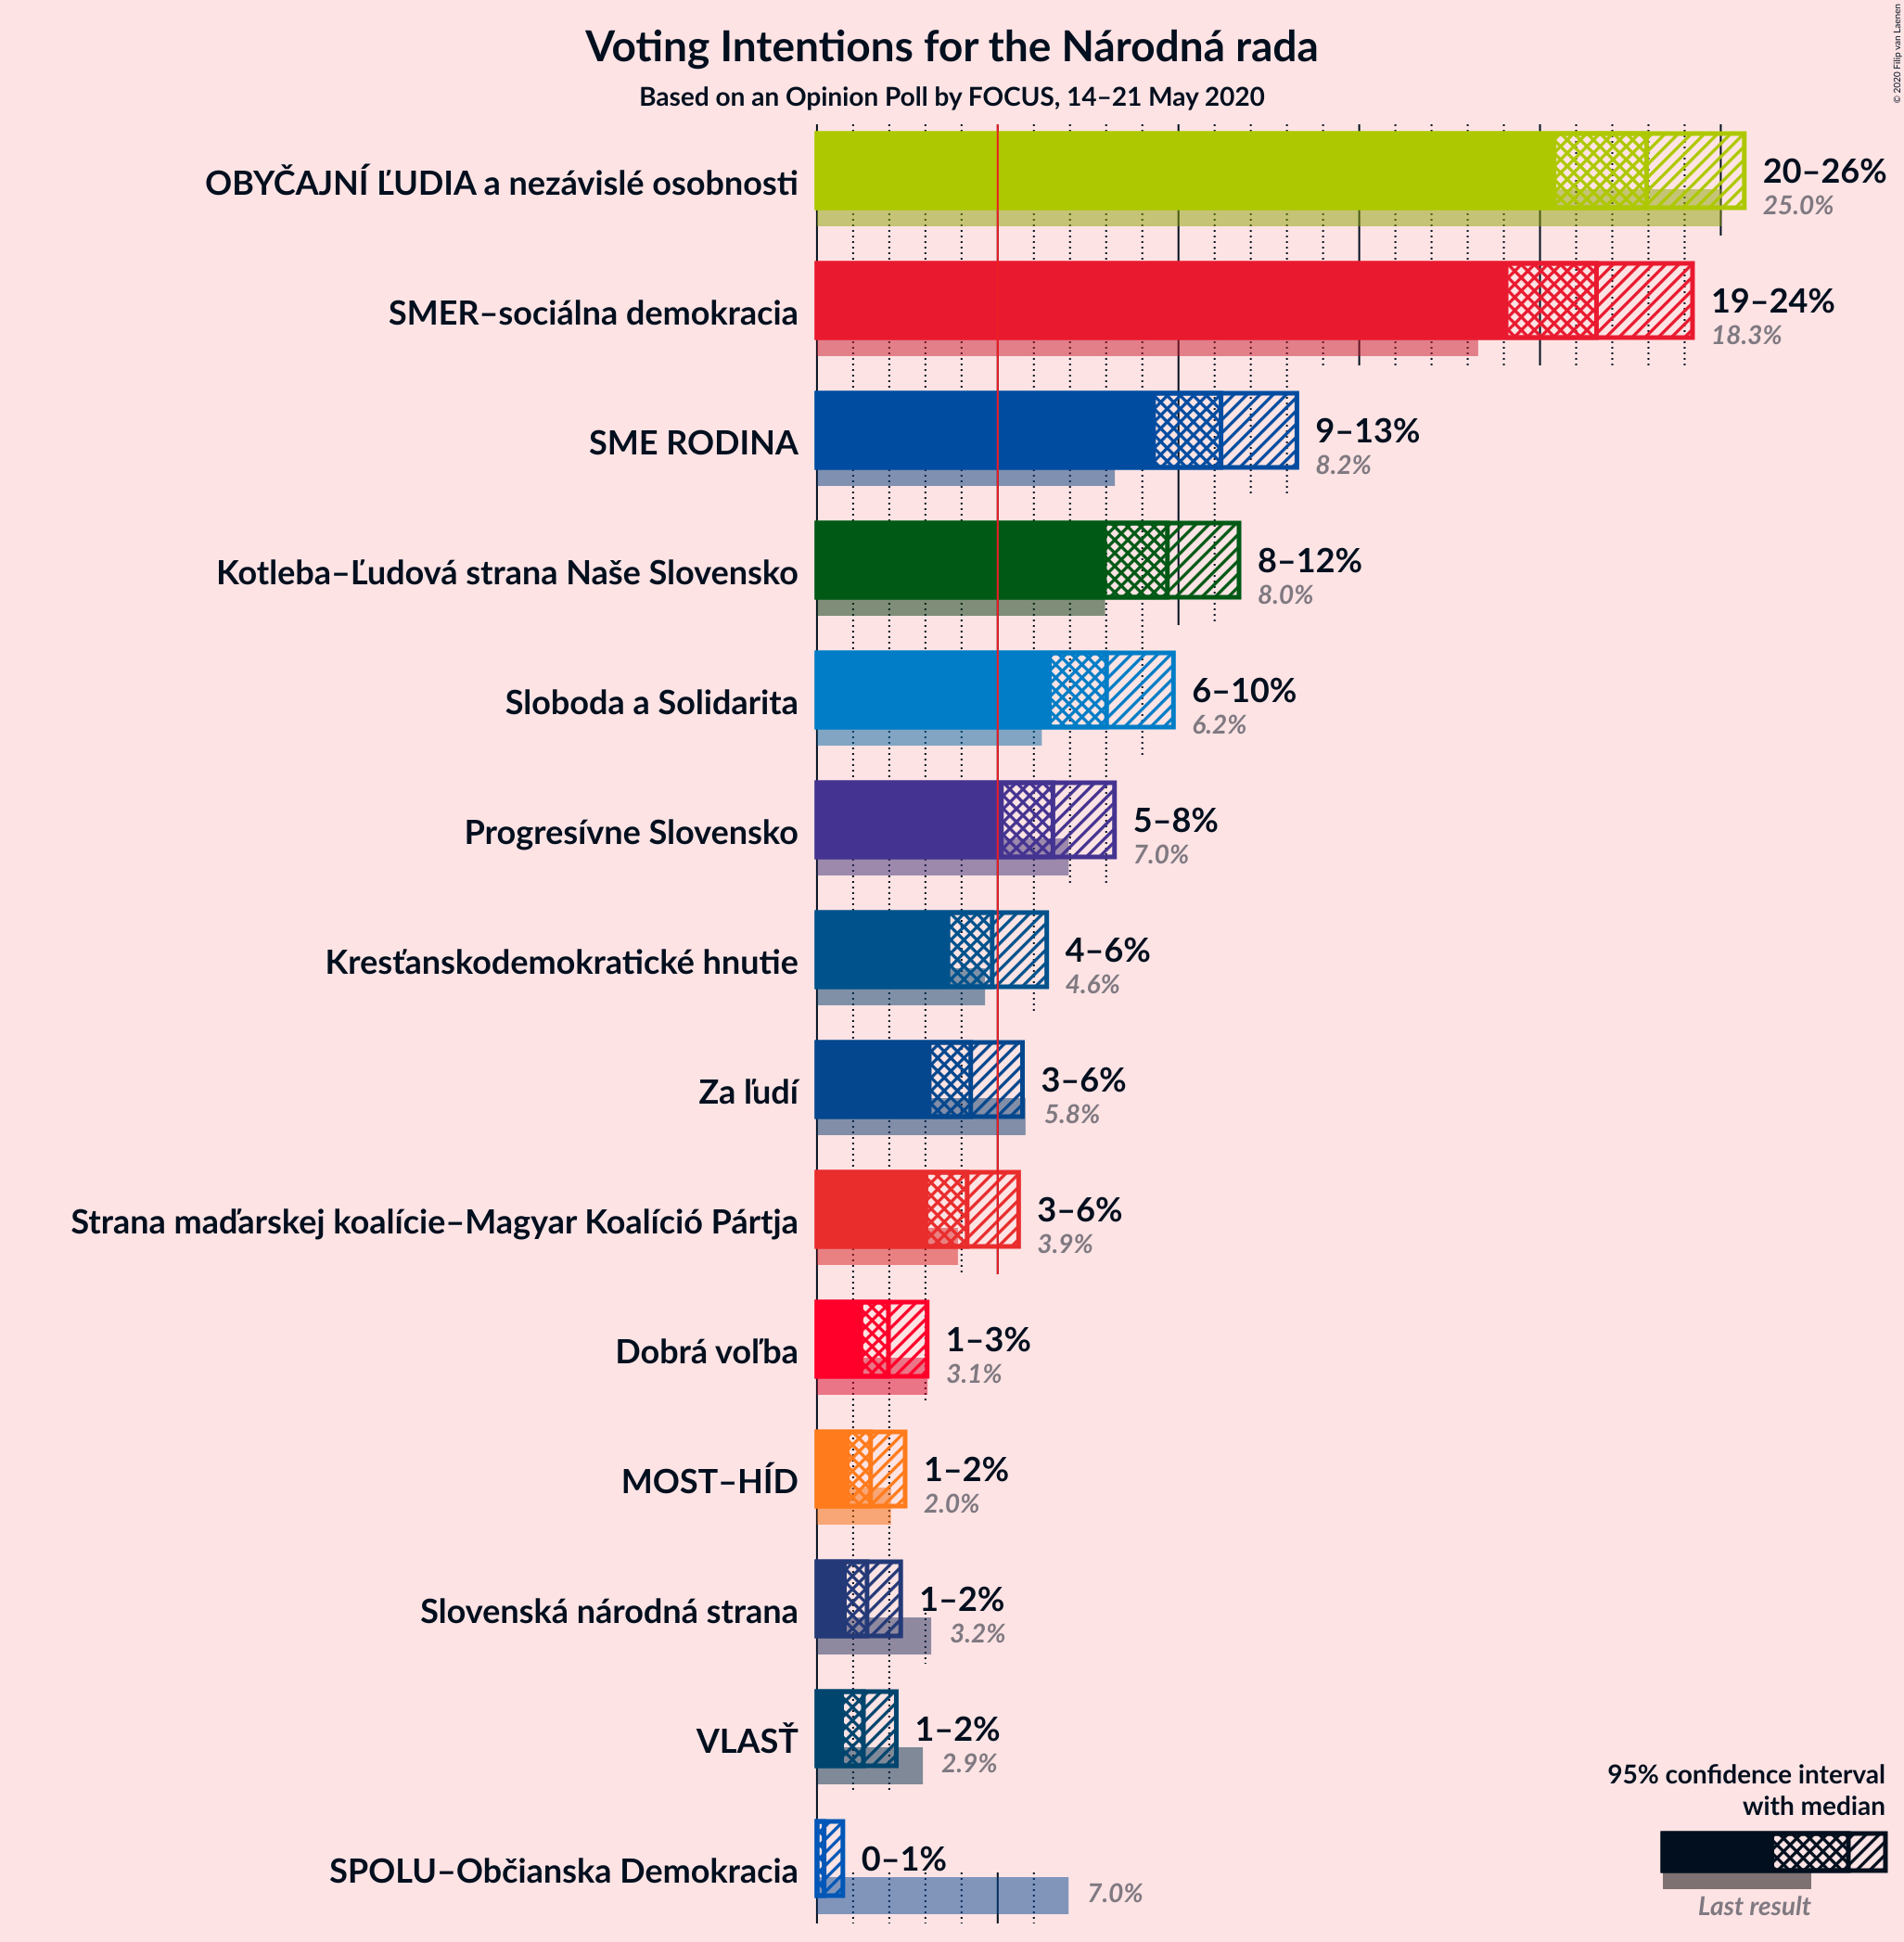 Voting Intentions for the Národná rada
Based on an Opinion Poll by FOCUS, 14–21 May 2020
© 2020 Filip van Laenen
OBYČAJNÍ ĽUDIA a nezávislé osobnosti
20–26%
25.0%
SMER–sociálna demokracia
19–24%
18.3%
SME RODINA
9–13%
8.2%
Kotleba–Ľudová strana Naše Slovensko
8–12%
8.0%
Sloboda a Solidarita
6–10%
6.2%
Progresívne Slovensko
5–8%
7.0%
Kresťanskodemokratické hnutie
4–6%
4.6%
Za ľudí
3–6%
5.8%
Strana maďarskej koalície–Magyar Koalíció Pártja
3–6%
3.9%
Dobrá voľba
1–3%
3.1%
MOST–HÍD
1–2%
2.0%
Slovenská národná strana
1–2%
3.2%
VLASŤ
1–2%
2.9%
SPOLU–Občianska Demokracia
0–1%
7.0%
95% confidence interval
with median
Last result